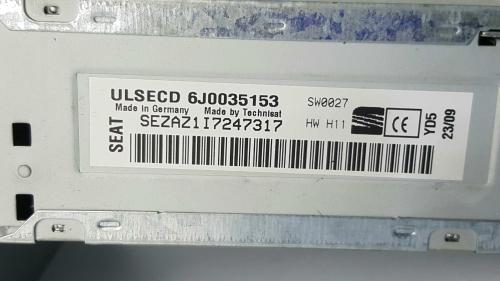 ULSECD 6J0035153
Made in Germany Made by Technisat
SEZAZ1I7247317
SEAT
SW0027
HW H11
CE
YD5
23/09